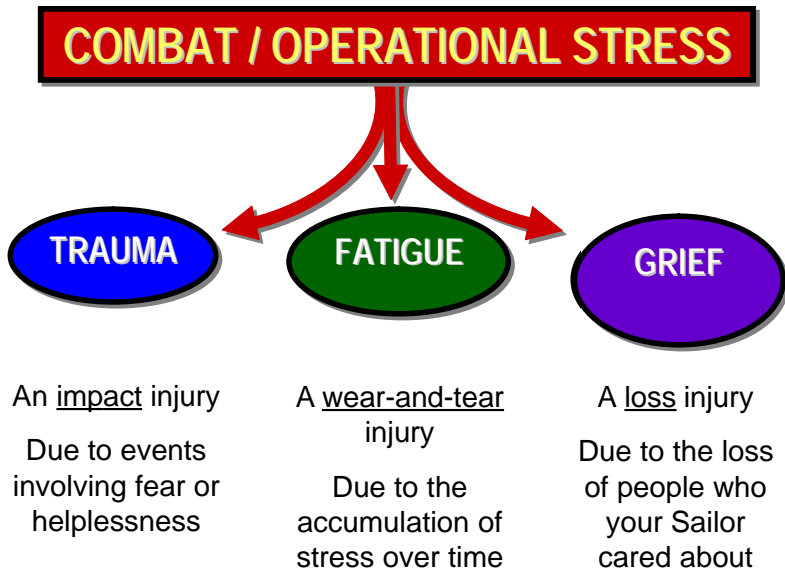 COMBAT / OPERATIONAL STRESS
TRAUMA
An impact injury
Due to events
involving fear or
helplessness
FATIGUE
A wear-and-tear
injury
Due to the
accumulation of
stress over time
GRIEF
A loss injury
Due to the loss
of people who
your Sailor
cared about